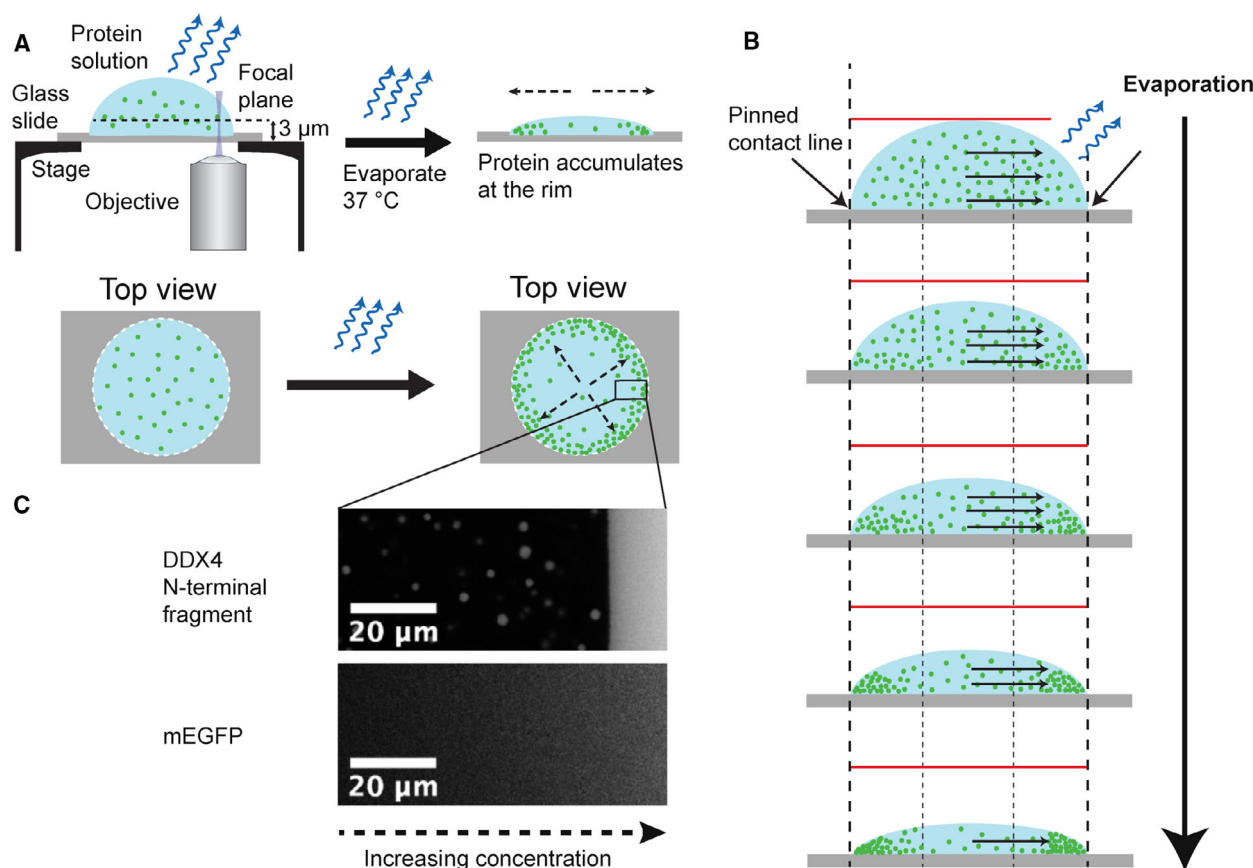 A
Protein
solution
Focal
plane
Glass
slide
3 μm
Stage
Objective
Evaporate
37 °C
Protein accumulates
at the rim
Top view
Top view
B
Evaporation
Pinned
contact line
C
DDX4
N-terminal
fragment
20 μm
mEGFP
20 μm
Increasing concentration